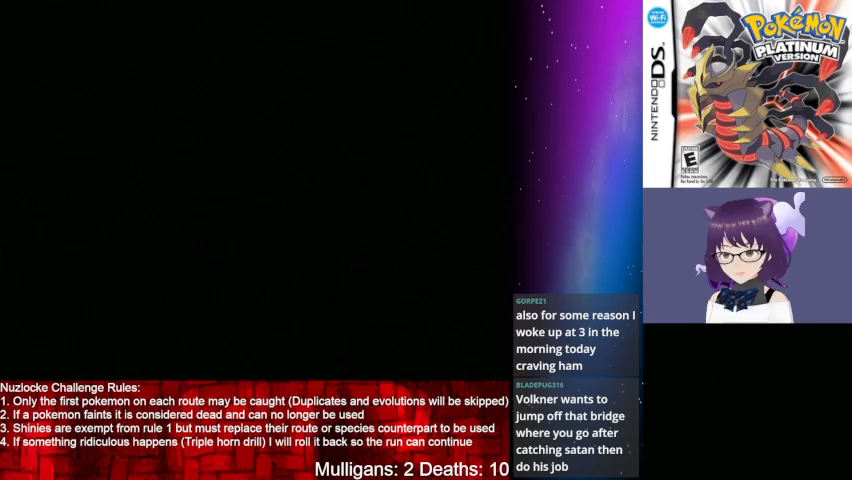 Wi-Fi
NINTENDO DS
POKéMON
PLATINUM
VERSION
E
EVERYONE
Nintendo
GORPEZ1
also for some reason I
woke up at 3 in the
morning today
craving ham
BLADEPUG316
Volkner wants to
jump off that bridge
where you go after
catching satan then
do his job
Nuzlocke Challenge Rules:
1. Only the first pokemon on each route may be caught (Duplicates and evolutions will be skipped)
2. If a pokemon faints it is considered dead and can no longer be used
3. Shinies are exempt from rule 1 but must replace their route or species counterpart to be used
4. If something ridiculous happens (Triple horn drill) I will roll it back so the run can continue
Mulligans: 2 Deaths: 10